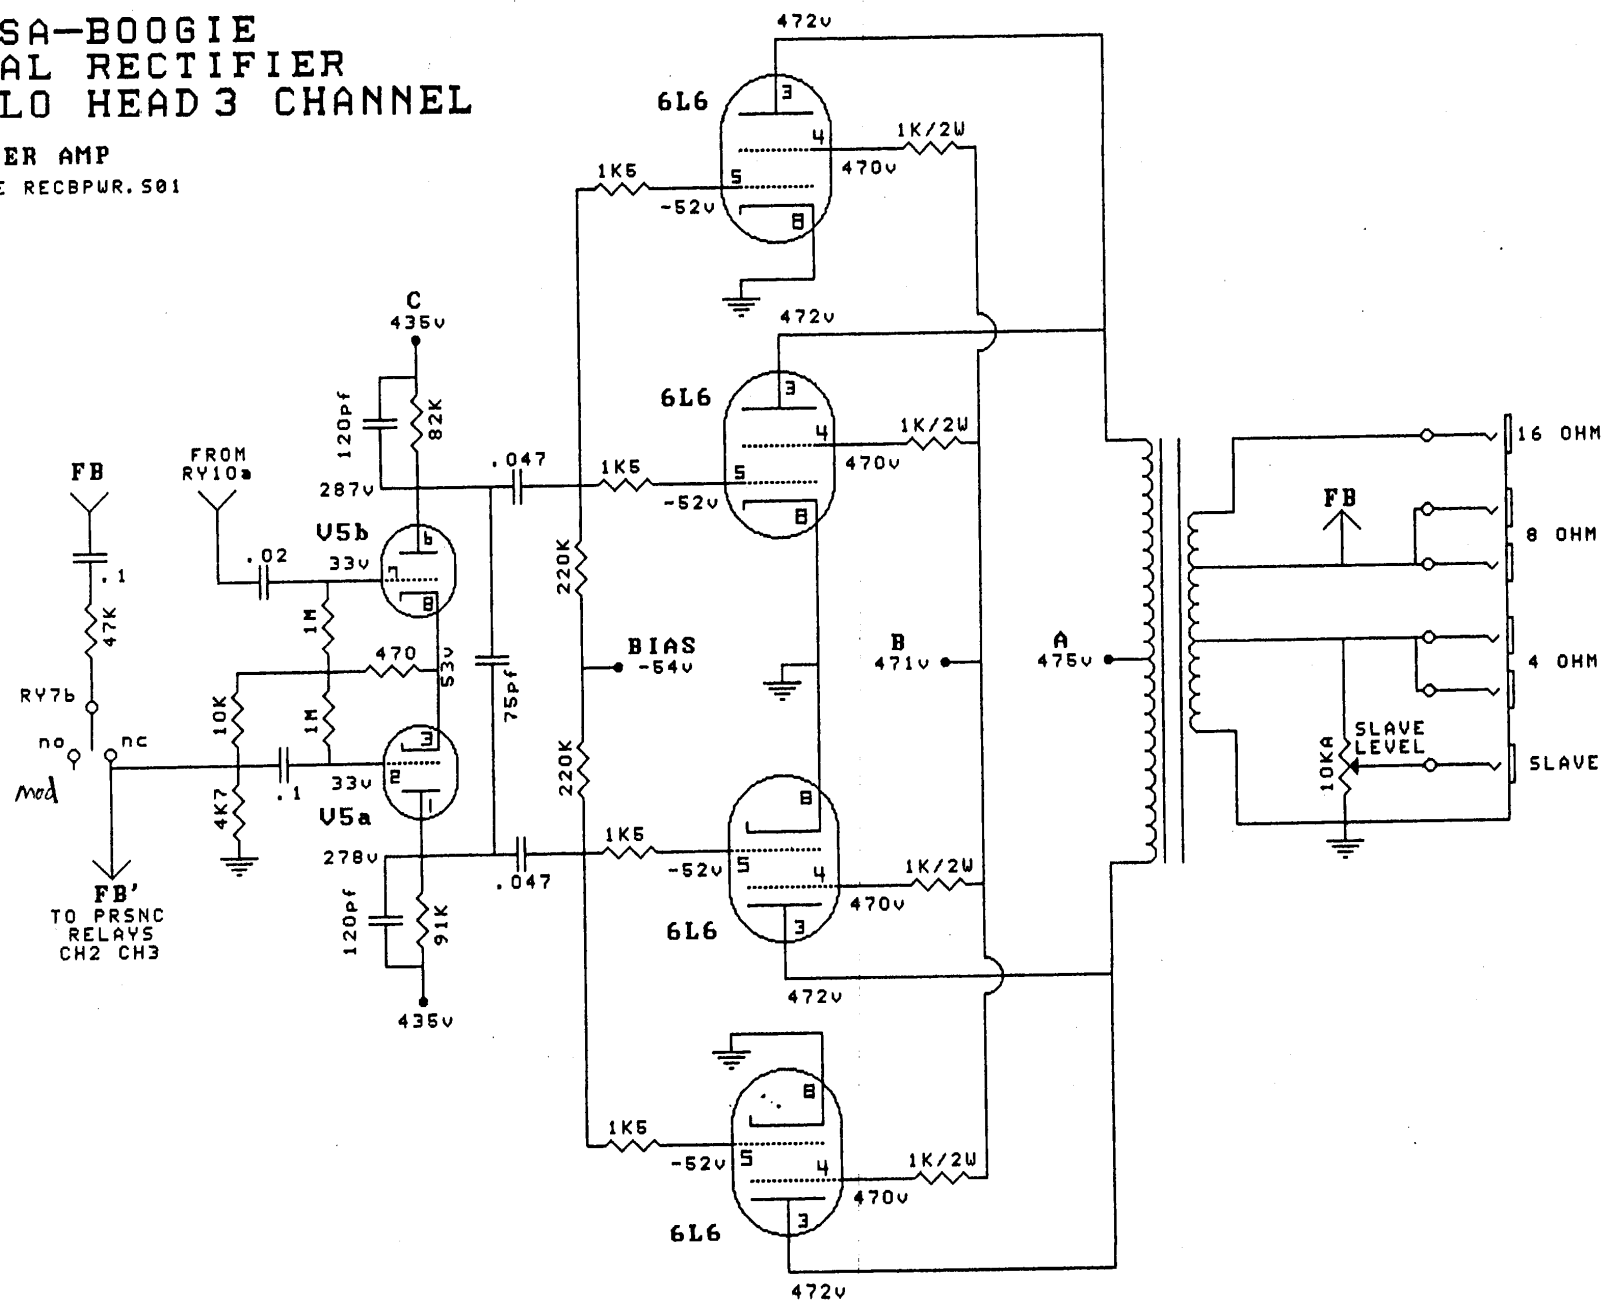 SA-BOOGIE
AL RECTIFIER
LO HEAD 3 CHANNEL
ER AMP
E RECBPWR.S01
472v
6L6
3
4
1K/2W
470v
1K5
5
-52v
8
472v
6L6
3
4
1K/2W
470v
1K5
5
-52v
8
C
435v
120pf
82K
.047
287v
FB
FROM
RY10a
V5b
6
.02
33v
7
8
.1
47K
1M
220K
470
53v
75pf
BIAS
-54v
B
471v
A
475v
RY7b
10K
1M
no
nc
mod
3
.1
33v
2
1
4K7
V5a
220K
278v
.047
120pf
91K
435v
FB'
TO PRSNC
RELAYS
CH2 CH3
1K5
-52v
5
8
4
1K/2W
470v
6L6
3
472v
8
1K5
-52v
5
4
1K/2W
470v
6L6
3
472v
16 OHM
FB
8 OHM
4 OHM
SLAVE
LEVEL
10KA
SLAVE